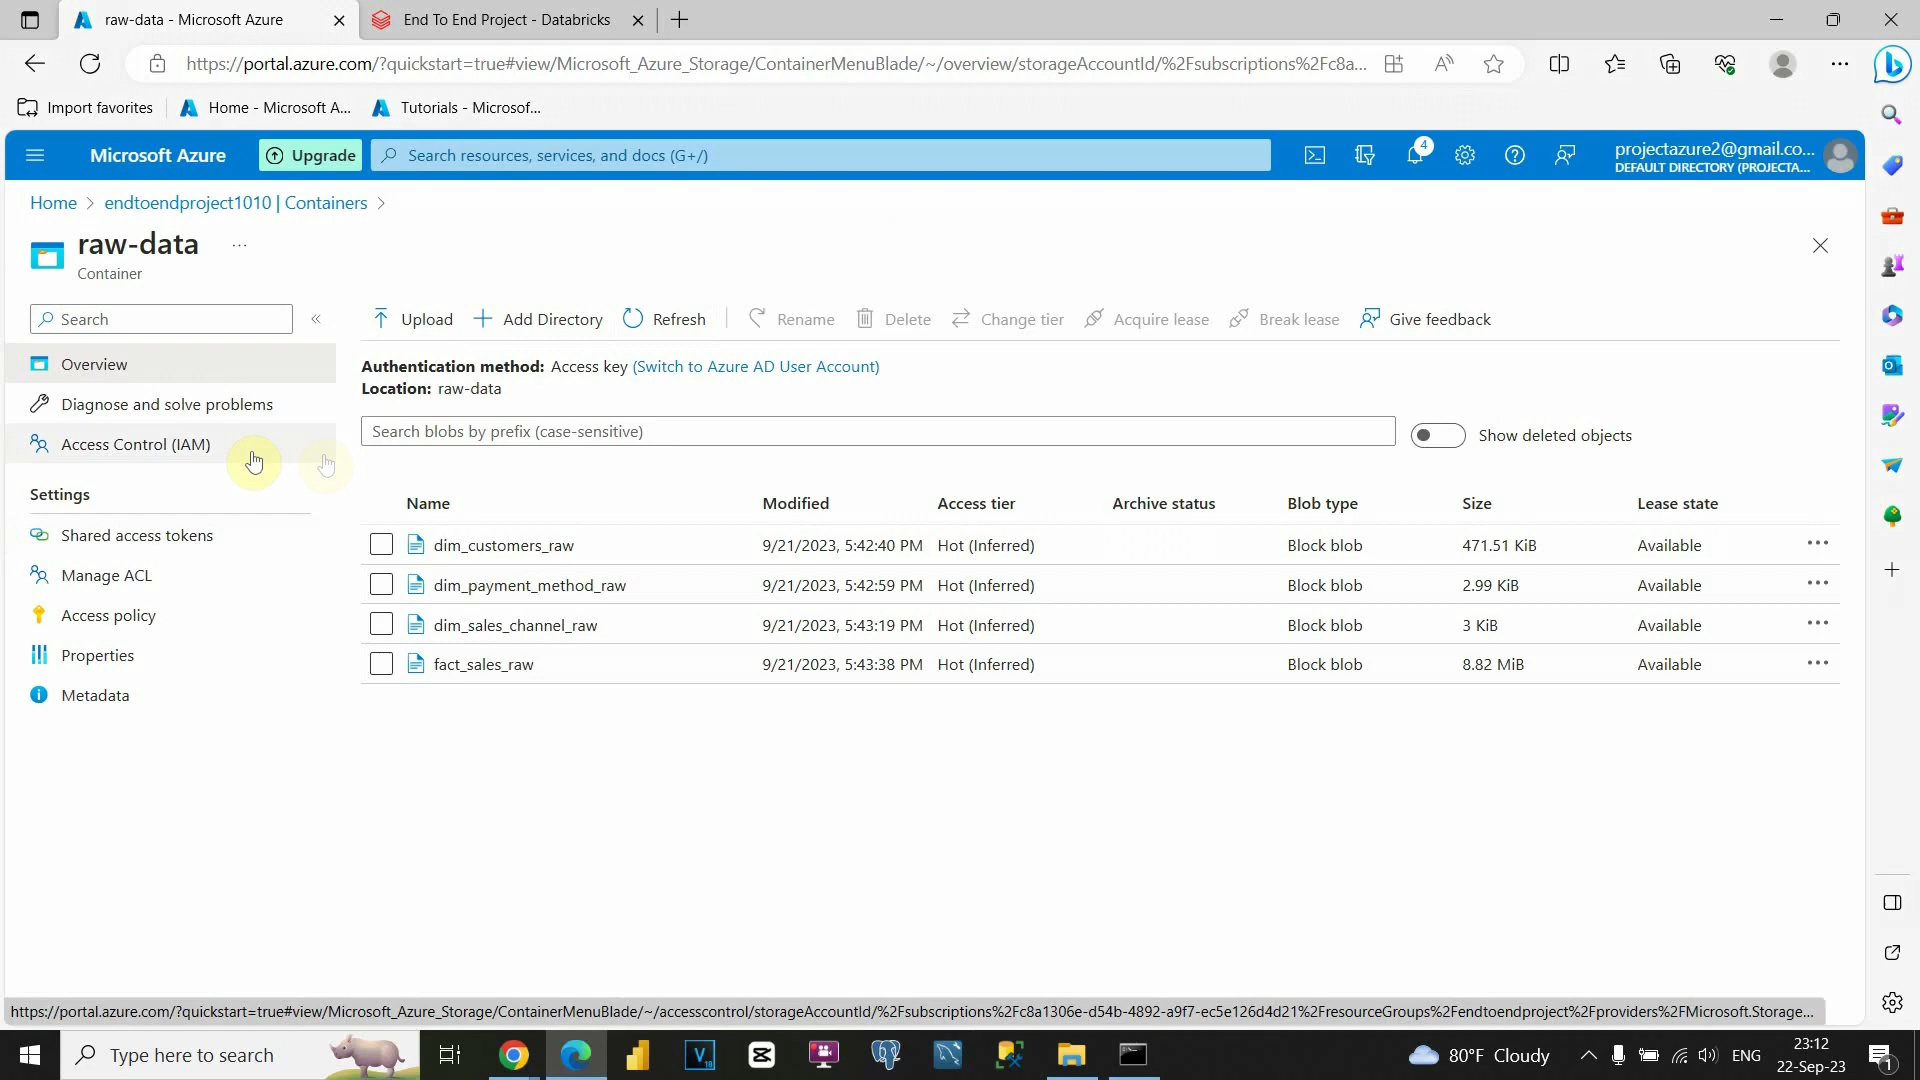 raw-data - Microsoft Azure
End To End Project - Databricks
https://portal.azure.com/?quickstart=true#view/Microsoft_Azure_Storage/ContainerMenuBlade/~/overview/storageAccountId/%2Fsubscriptions%2Fc8a...
Import favorites
Home - Microsoft A...
Tutorials - Microsof...
Microsoft Azure
Upgrade
Search resources, services, and docs (G+/)
4
projectazure2@gmail.co...
DEFAULT DIRECTORY (PROJECTA...
Home > endtoendproject1010 | Containers >
raw-data
...
Container
Search
«
Upload
Add Directory
Refresh
Rename
Delete
Change tier
Acquire lease
Break lease
Give feedback
Overview
Diagnose and solve problems
Access Control (IAM)
Settings
Shared access tokens
Manage ACL
Access policy
Properties
Metadata
Authentication method: Access key (Switch to Azure AD User Account)
Location: raw-data
Search blobs by prefix (case-sensitive)
Show deleted objects
Name Modified Access tier Archive status Blob type Size Lease state
dim_customers_raw 9/21/2023, 5:42:40 PM Hot (Inferred) Block blob 471.51 KiB Available
dim_payment_method_raw 9/21/2023, 5:42:59 PM Hot (Inferred) Block blob 2.99 KiB Available
dim_sales_channel_raw 9/21/2023, 5:43:19 PM Hot (Inferred) Block blob 3 KiB Available
fact_sales_raw 9/21/2023, 5:43:38 PM Hot (Inferred) Block blob 8.82 MiB Available
https://portal.azure.com/?quickstart=true#view/Microsoft_Azure_Storage/ContainerMenuBlade/~/accesscontrol/storageAccountId/%2Fsubscriptions%2Fc8a1306e-d54b-4892-a9f7-ec5e126d4d21%2FresourceGroups%2Fendtoendproject%2Fproviders%2FMicrosoft.Storage...
Type here to search
80°F Cloudy
ENG
23:12
22-Sep-23
1